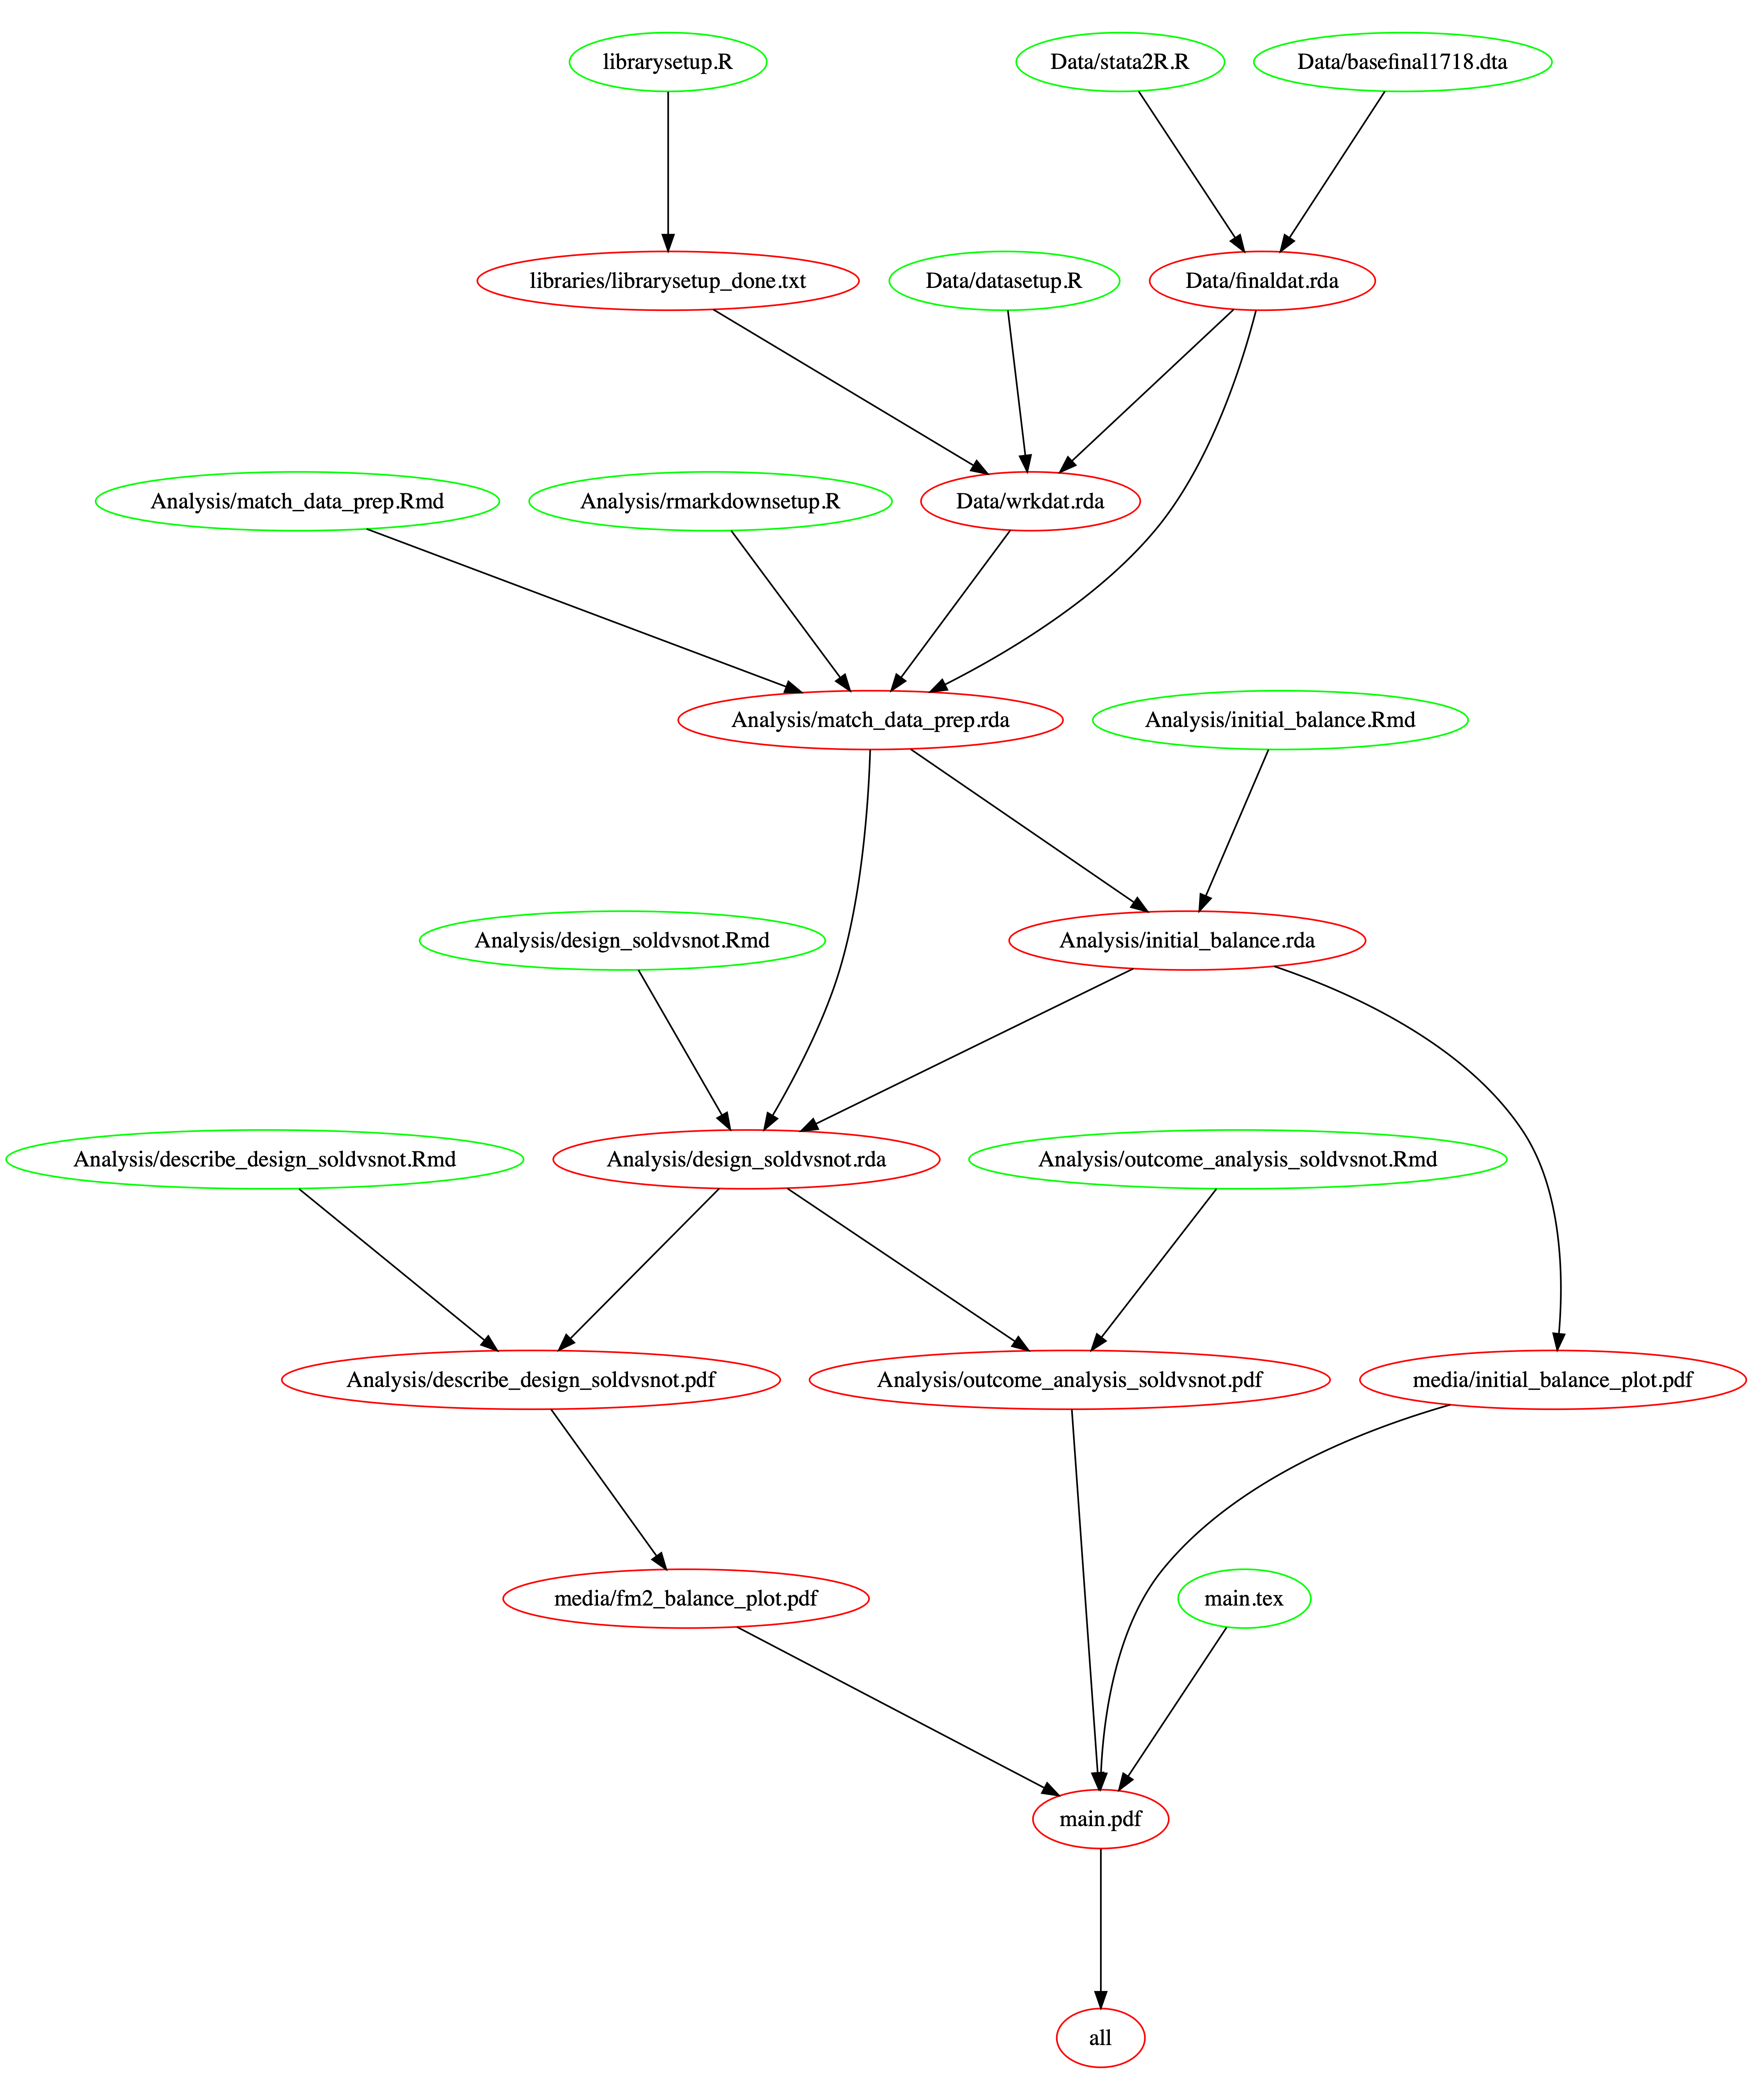 librarysetup.R
Data/stata2R.R
Data/basefinal1718.dta
libraries/librarysetup_done.txt
Data/datasetup.R
Data/finaldat.rda
Analysis/match_data_prep.Rmd
Analysis/rmarkdownsetup.R
Data/wrkdat.rda
Analysis/match_data_prep.rda
Analysis/initial_balance.Rmd
Analysis/design_soldvsnot.Rmd
Analysis/initial_balance.rda
Analysis/describe_design_soldvsnot.Rmd
Analysis/design_soldvsnot.rda
Analysis/outcome_analysis_soldvsnot.Rmd
Analysis/describe_design_soldvsnot.pdf
Analysis/outcome_analysis_soldvsnot.pdf
media/initial_balance_plot.pdf
media/fm2_balance_plot.pdf
main.tex
main.pdf
all